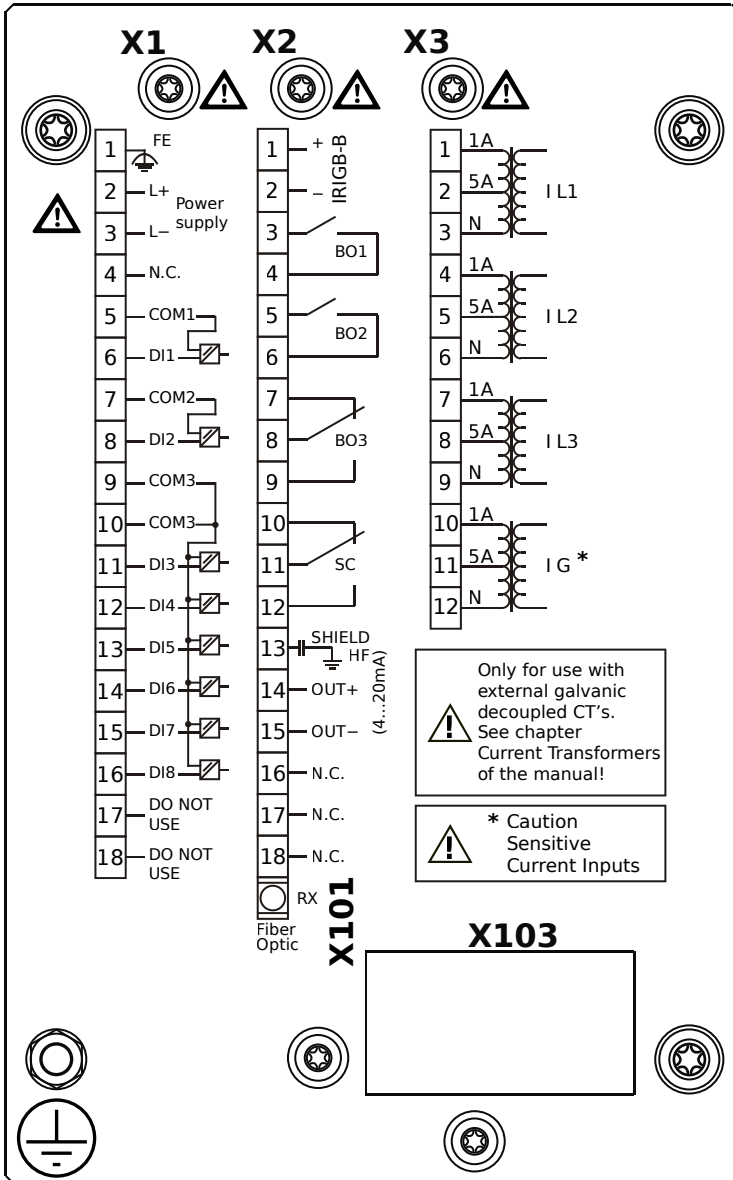 X1
X2
X3
1 FE
2 L+
Power
supply
3 L−
4 N.C.
5 COM1
6 DI1
7 COM2
8 DI2
9 COM3
10 COM3
11 DI3
12 DI4
13 DI5
14 DI6
15 DI7
16 DI8
17 DO NOT
USE
18 DO NOT
USE
1 +
IRIGB-B
2 −
3
BO1
4
5
BO2
6
7
8 BO3
9
10
11 SC
12
13 SHIELD
HF
(4...20mA)
14 OUT+
15 OUT−
16 N.C.
17 N.C.
18 N.C.
RX
Fiber
Optic
X101
1 1A
2 5A I L1
3 N
4 1A
5 5A I L2
6 N
7 1A
8 5A I L3
9 N
10 1A
11 5A I G *
12 N
Only for use with
external galvanic
decoupled CT's.
See chapter
Current Transformers
of the manual!
* Caution
Sensitive
Current Inputs
X103